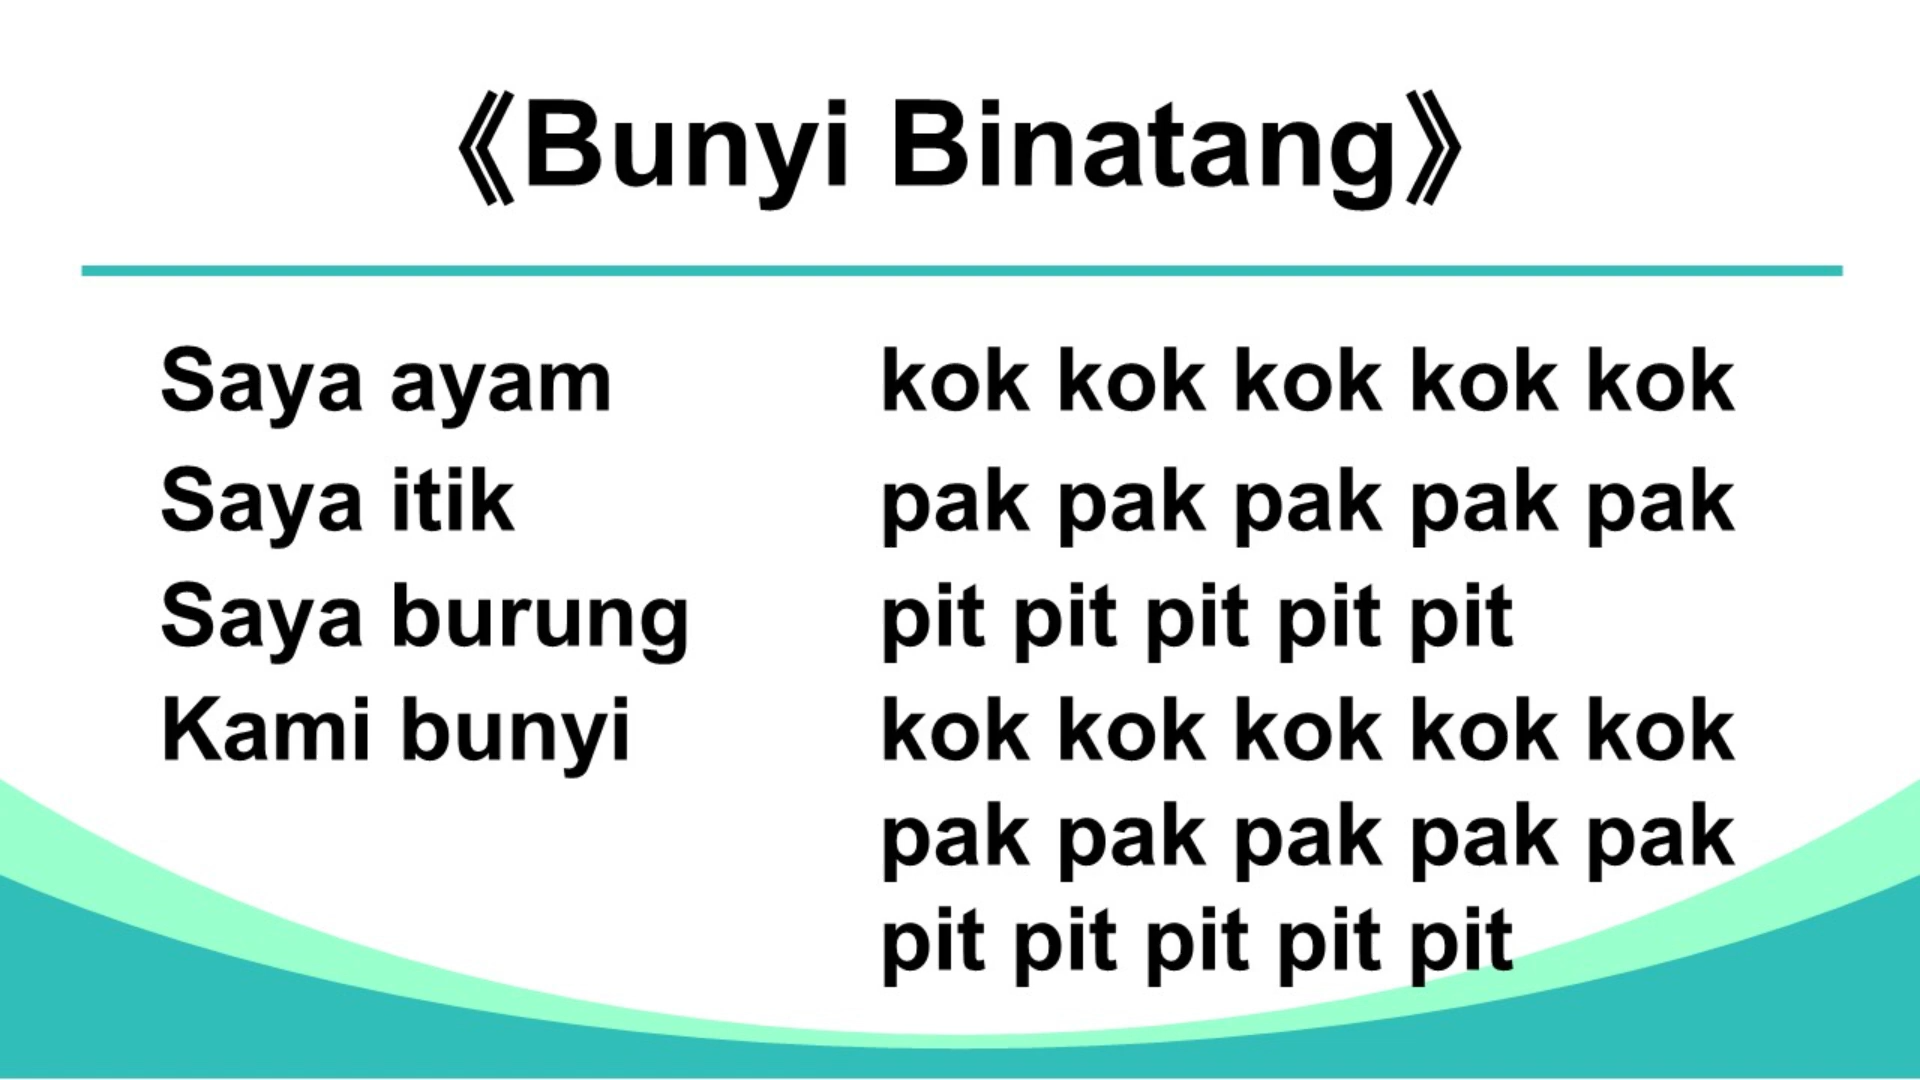 《Bunyi Binatang》
Saya ayam kok kok kok kok kok
Saya itik pak pak pak pak pak
Saya burung pit pit pit pit pit
Kami bunyi kok kok kok kok kok
pak pak pak pak pak
pit pit pit pit pit